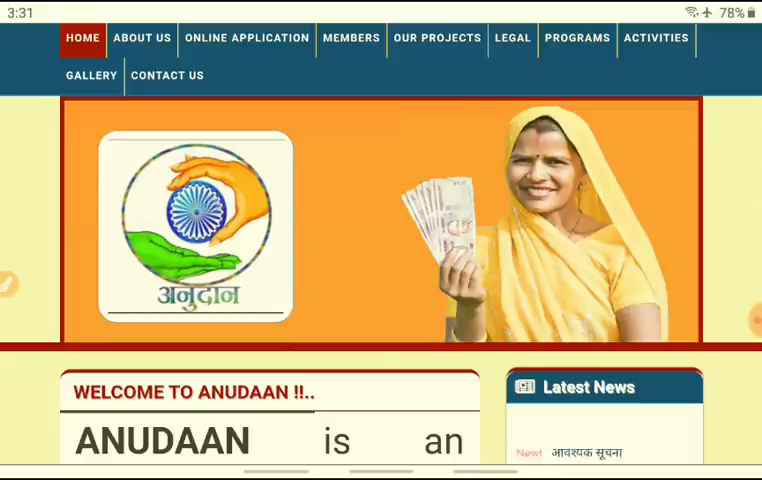 3:31
78%
HOME
ABOUT US
ONLINE APPLICATION
MEMBERS
OUR PROJECTS
LEGAL
PROGRAMS
ACTIVITIES
GALLERY
CONTACT US
अनुदान
WELCOME TO ANUDAAN !!..
Latest News
ANUDAAN is an
New! आवश्यक सूचना